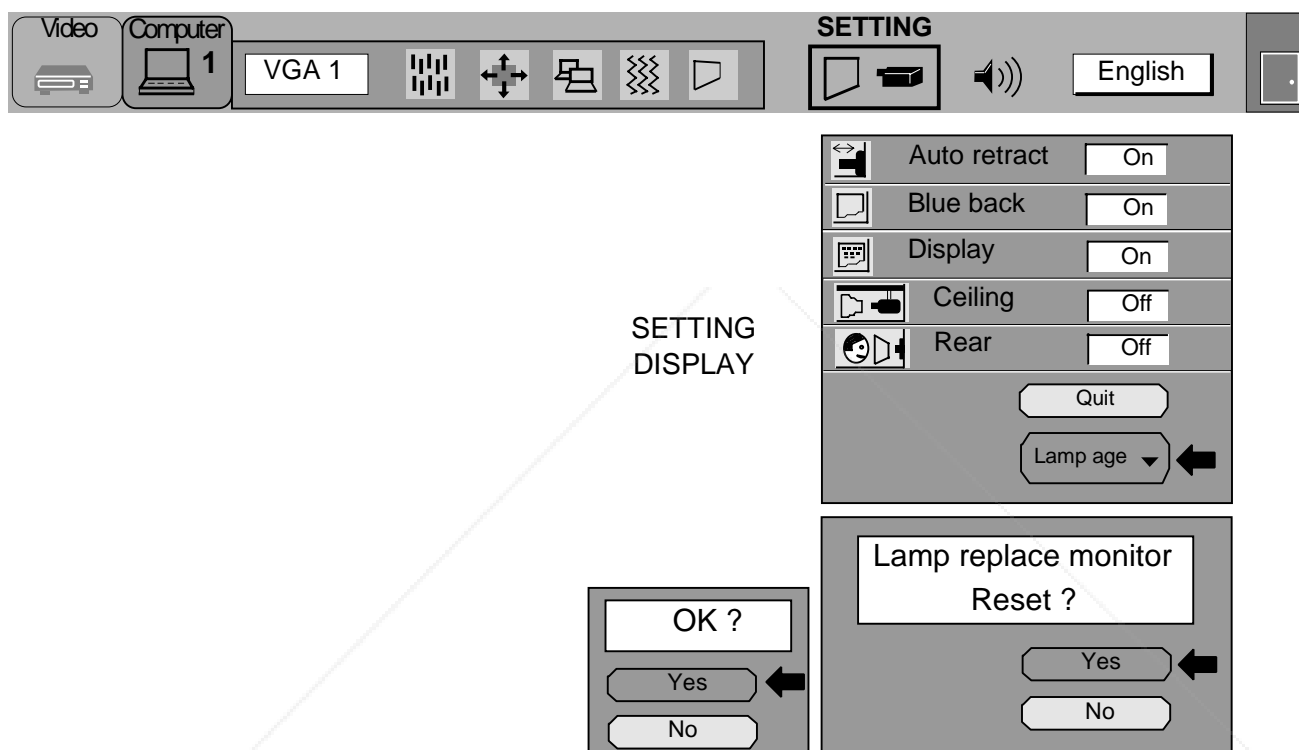 Video
Computer
1
VGA 1
SETTING
English
Auto retract On
Blue back On
Display On
Ceiling Off
Rear Off
Quit
Lamp age
SETTING
DISPLAY
Lamp replace monitor
Reset ?
Yes
No
OK ?
Yes
No